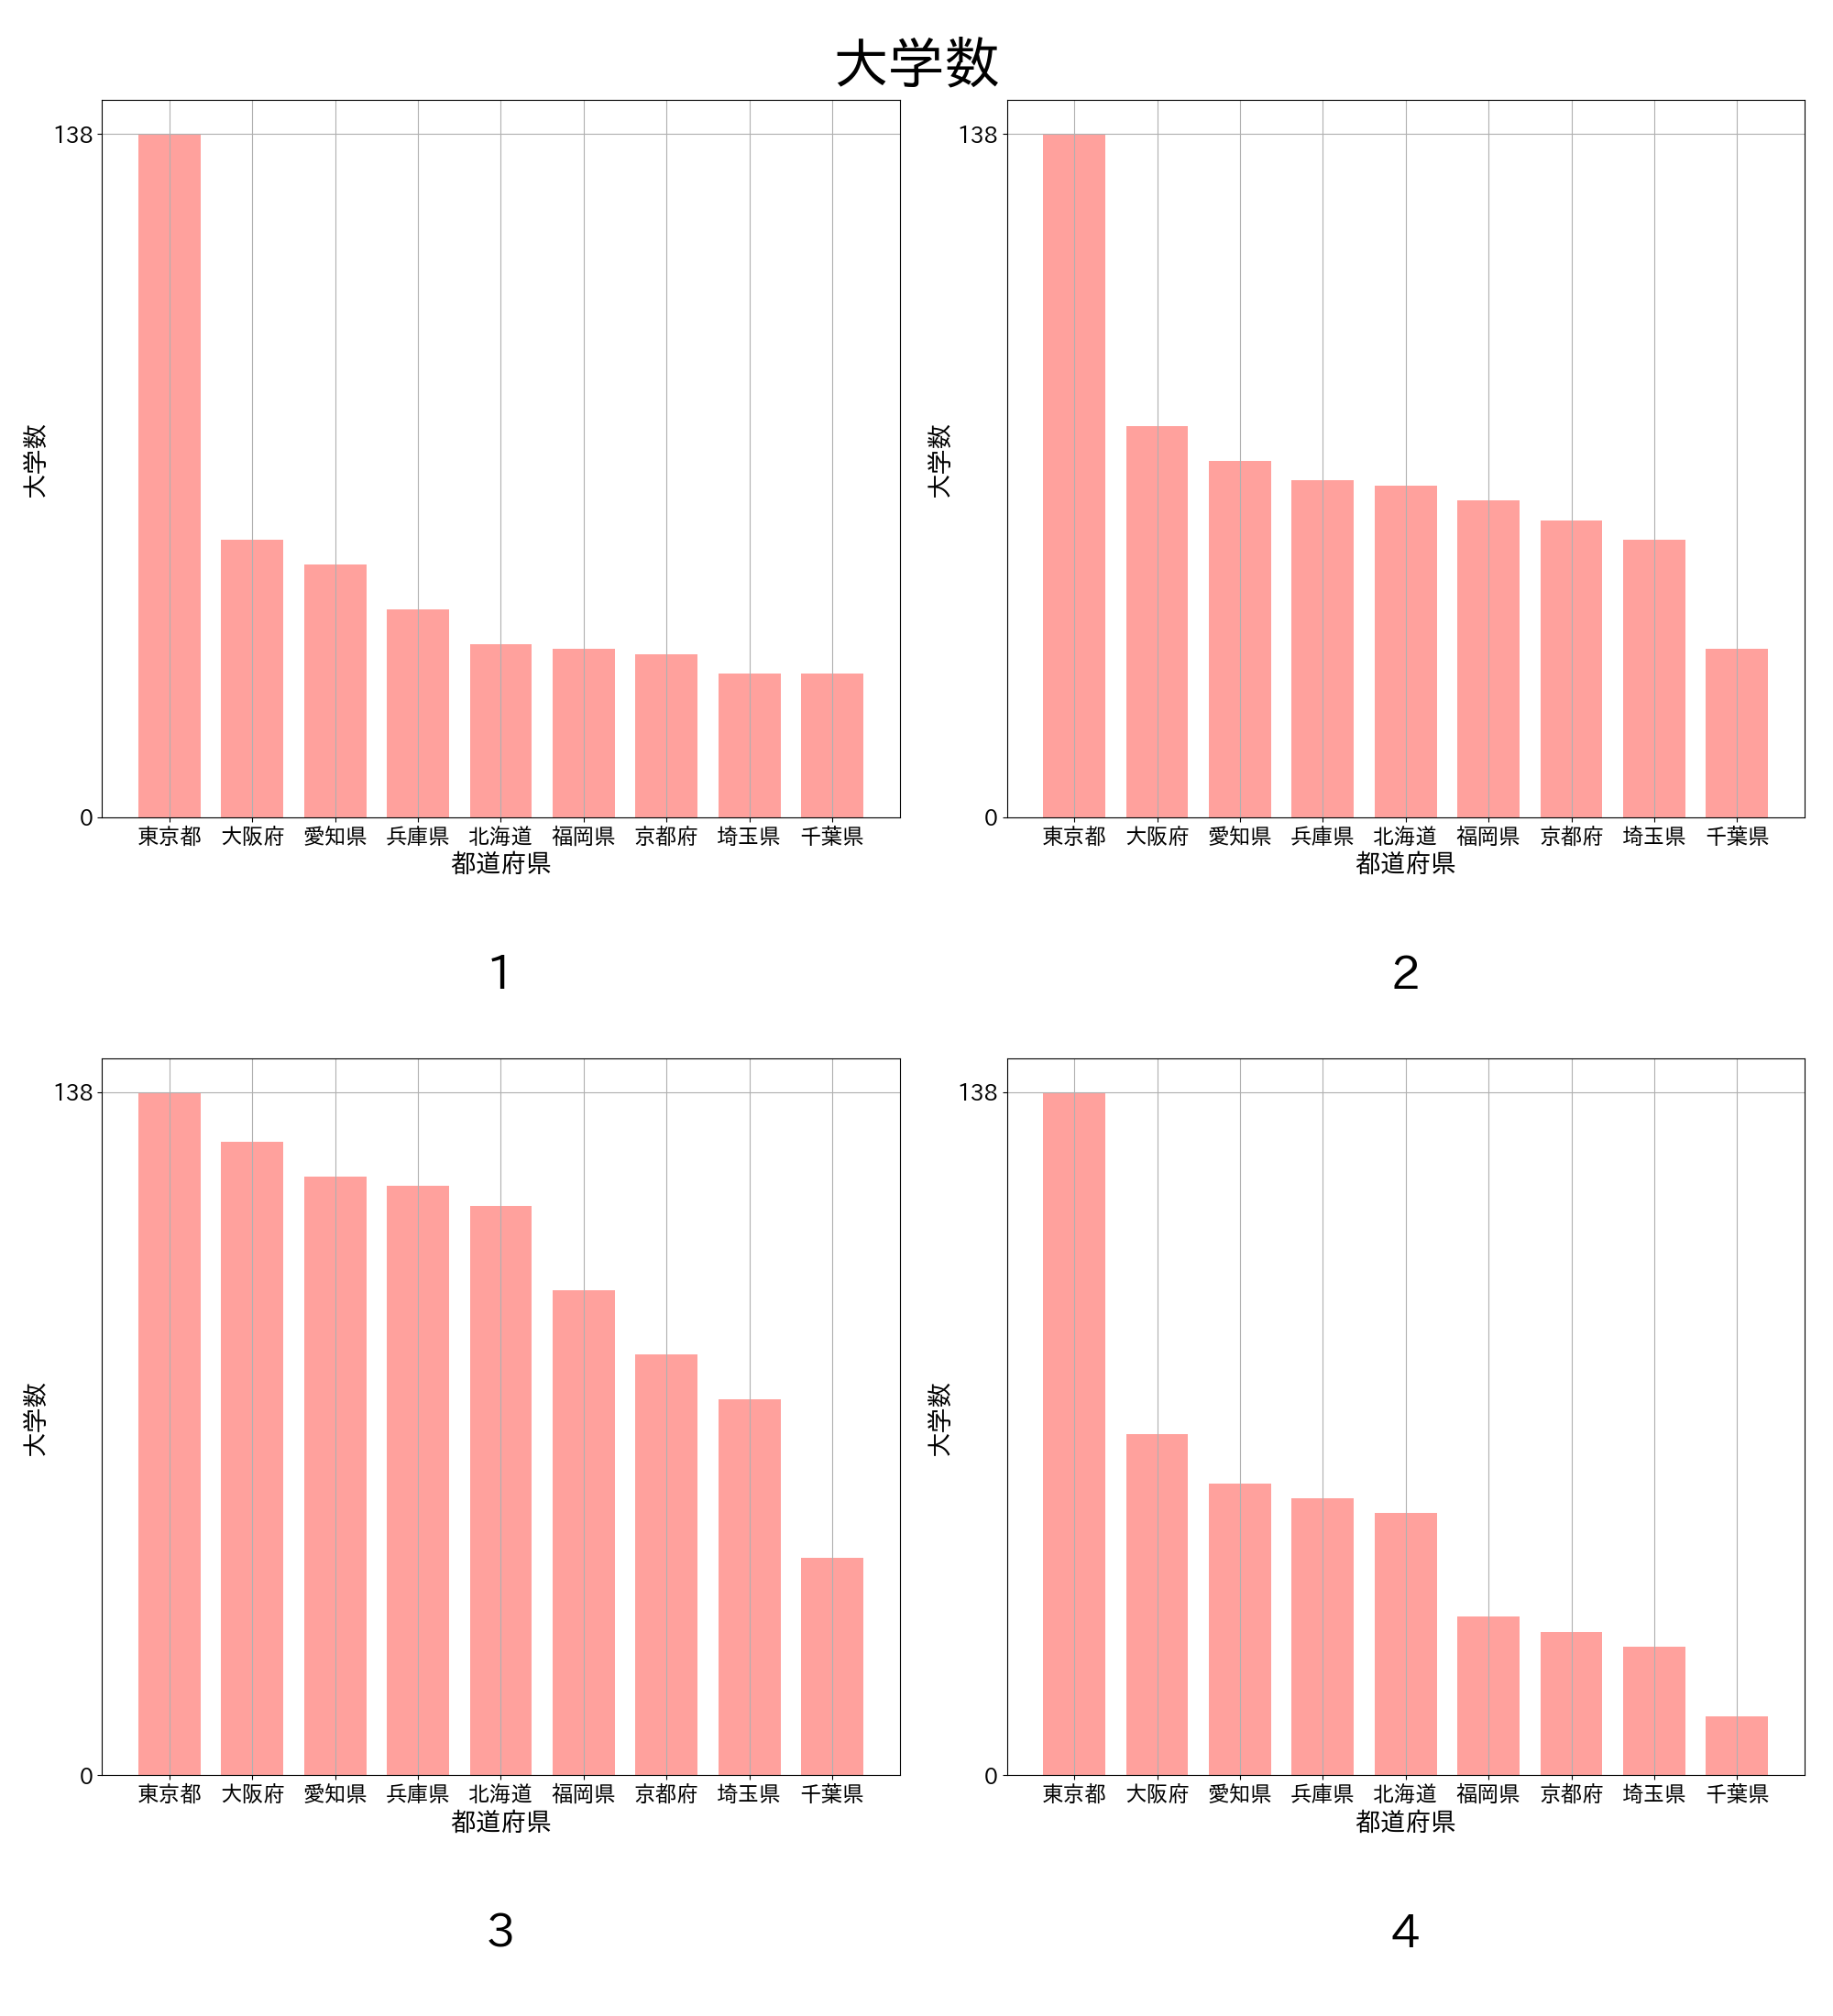 大学数
138
0
大学数
東京都 大阪府 愛知県 兵庫県 北海道 福岡県 京都府 埼玉県 千葉県
都道府県
1
138
0
大学数
東京都 大阪府 愛知県 兵庫県 北海道 福岡県 京都府 埼玉県 千葉県
都道府県
2
138
0
大学数
東京都 大阪府 愛知県 兵庫県 北海道 福岡県 京都府 埼玉県 千葉県
都道府県
3
138
0
大学数
東京都 大阪府 愛知県 兵庫県 北海道 福岡県 京都府 埼玉県 千葉県
都道府県
4